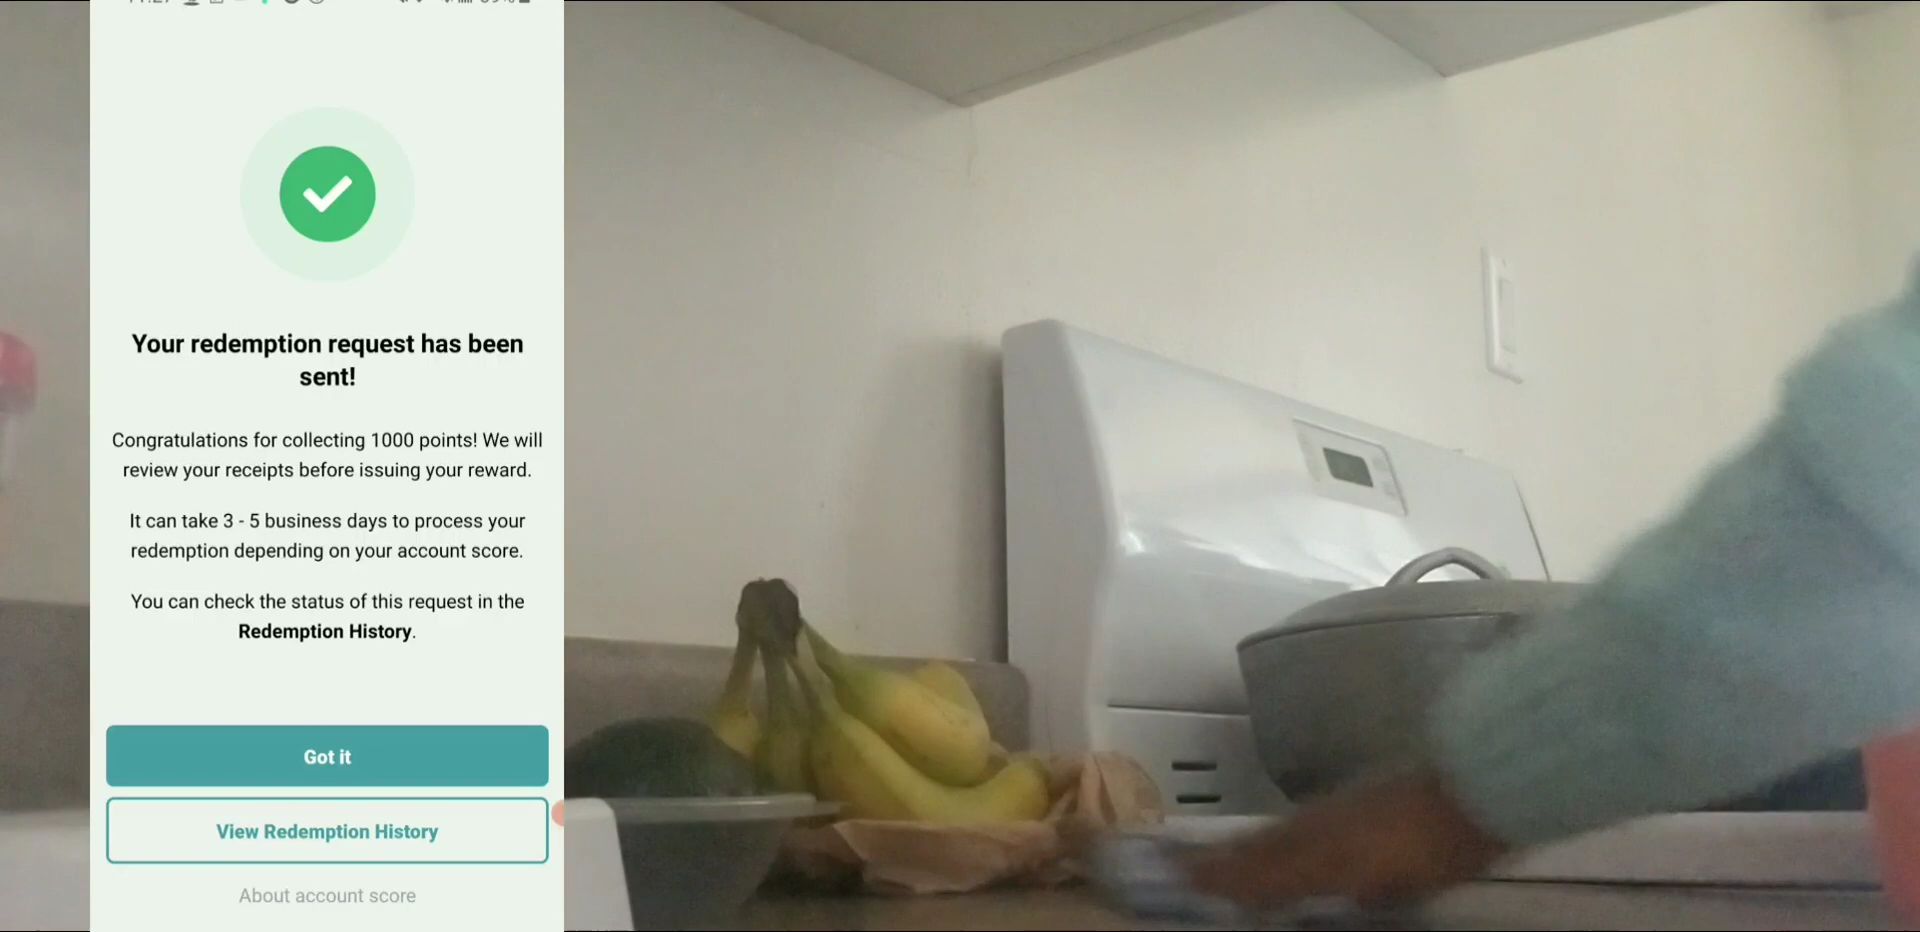 Your redemption request has been
sent!
Congratulations for collecting 1000 points! We will
review your receipts before issuing your reward.
It can take 3 - 5 business days to process your
redemption depending on your account score.
You can check the status of this request in the
Redemption History.
Got it
View Redemption History
About account score